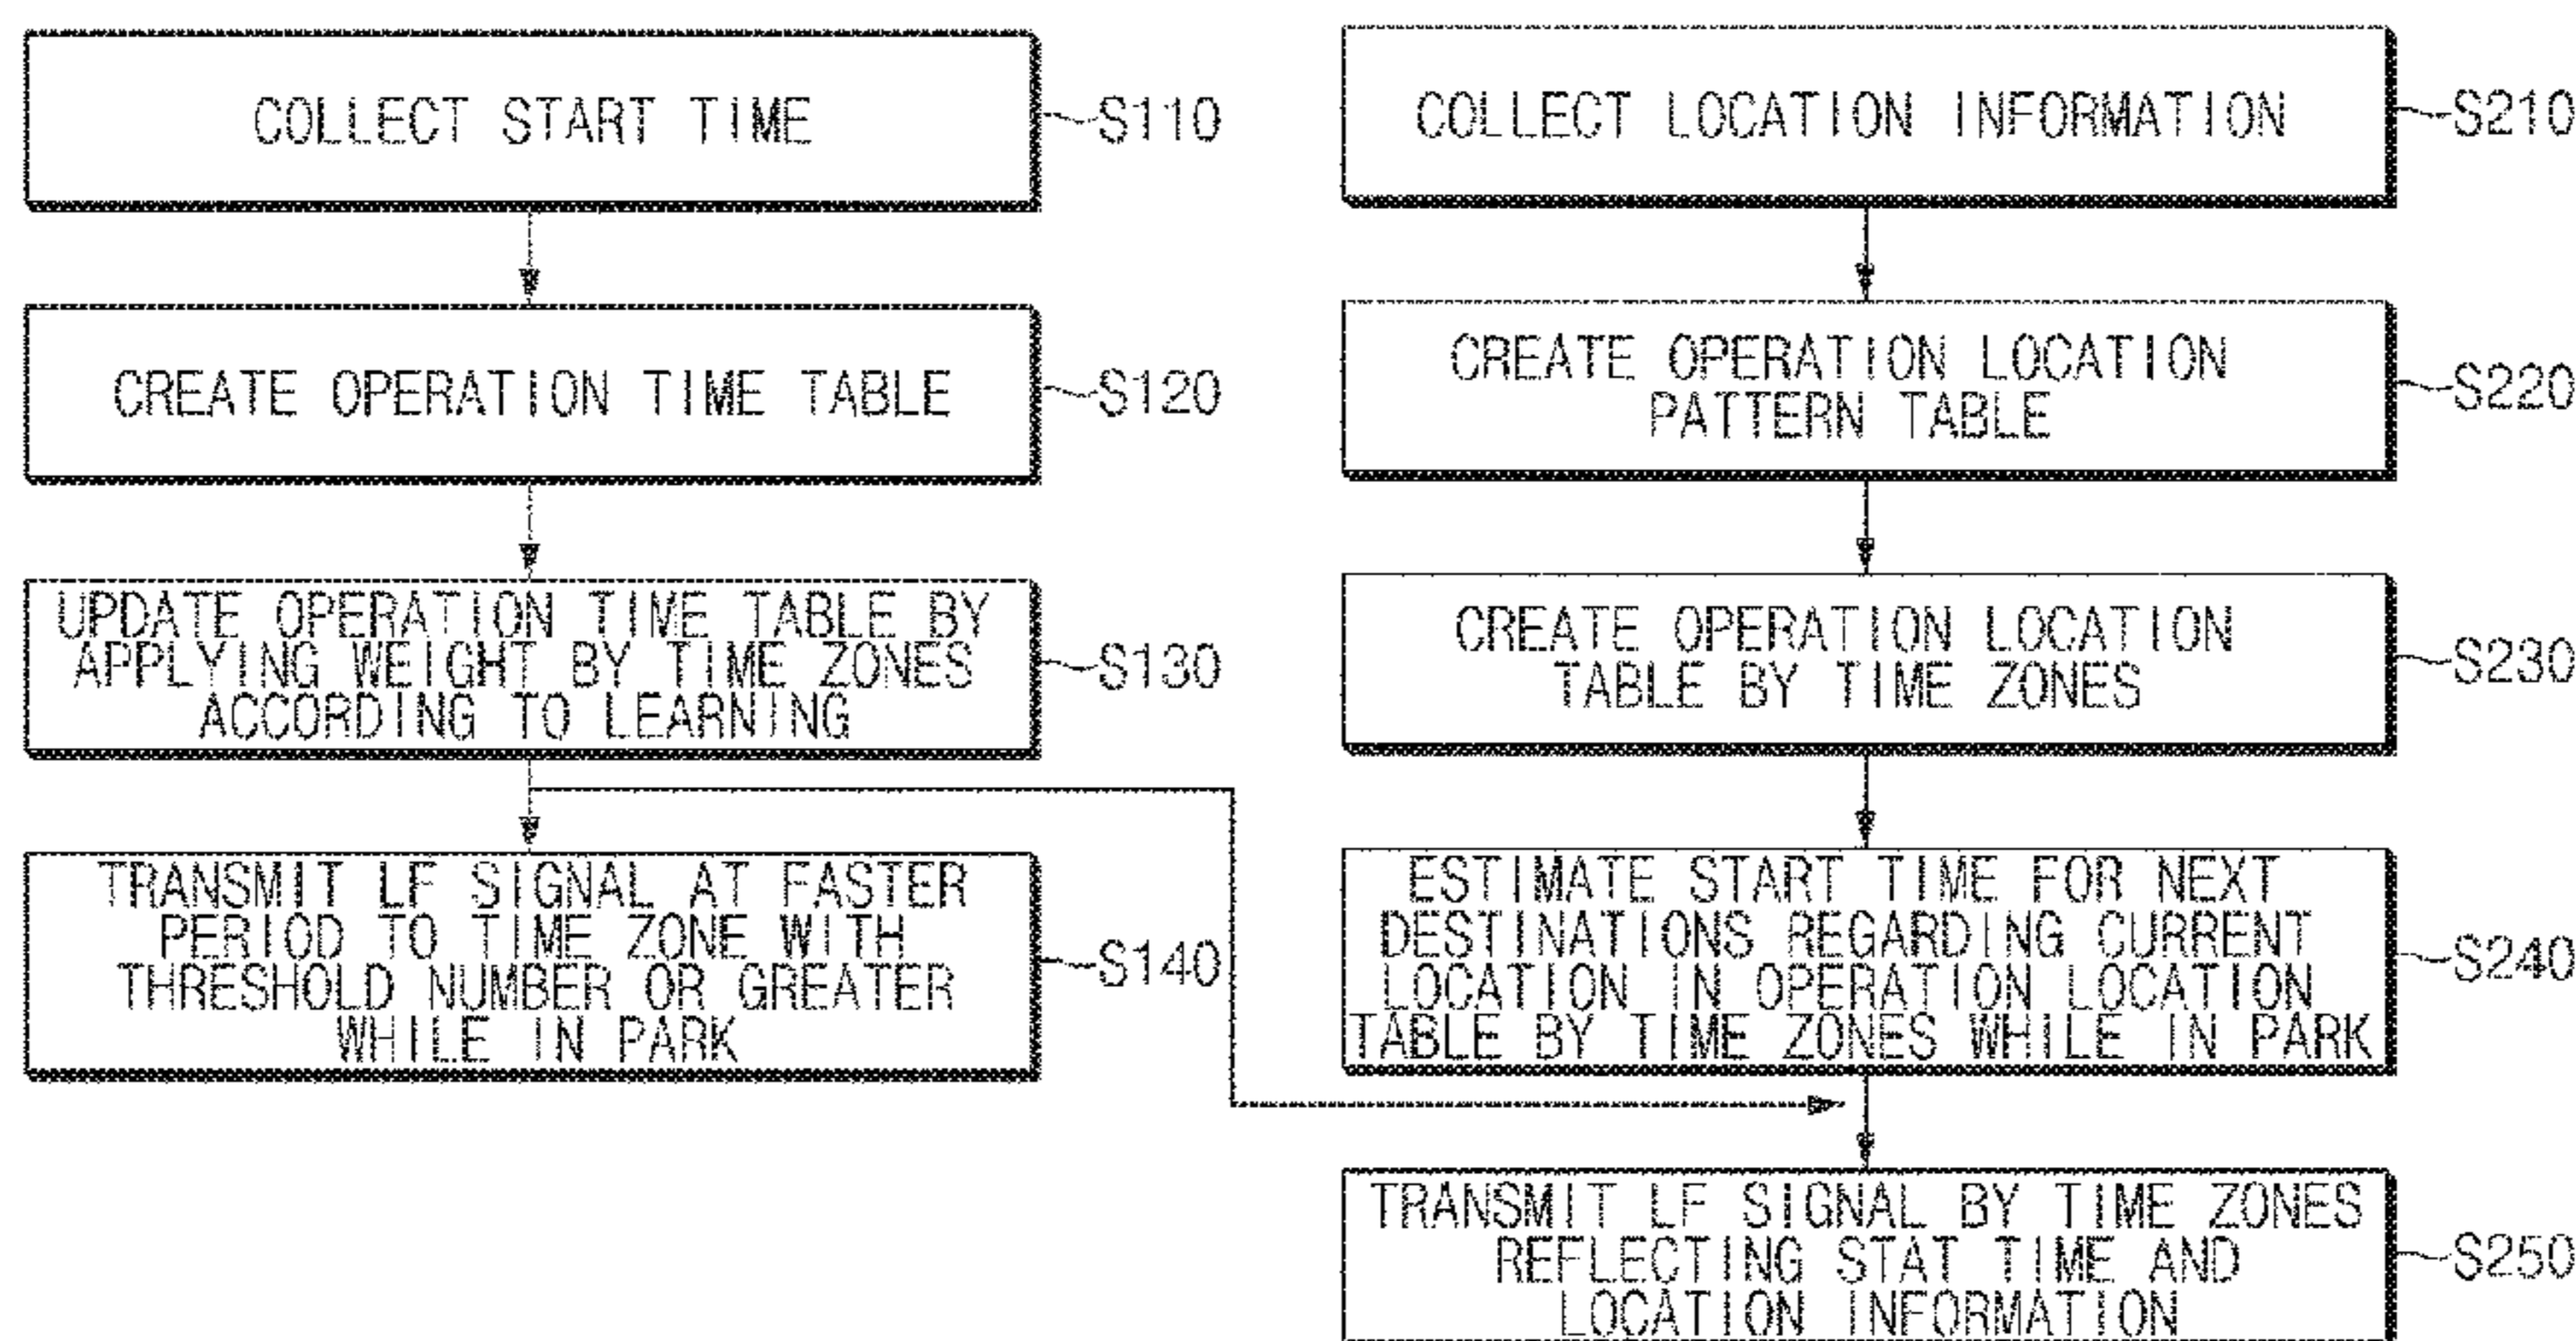 COLLECT START TIME
S110
CREATE OPERATION TIME TABLE
S120
UPDATE OPERATION TIME TABLE BY
APPLYING WEIGHT BY TIME ZONES
ACCORDING TO LEARNING
S130
TRANSMIT LF SIGNAL AT FASTER
PERIOD TO TIME ZONE WITH
THRESHOLD NUMBER OR GREATER
WHILE IN PARK
S140
COLLECT LOCATION INFORMATION
S210
CREATE OPERATION LOCATION
PATTERN TABLE
S220
CREATE OPERATION LOCATION
TABLE BY TIME ZONES
S230
ESTIMATE START TIME FOR NEXT
DESTINATIONS REGARDING CURRENT
LOCATION IN OPERATION LOCATION
TABLE BY TIME ZONES WHILE IN PARK
S240
TRANSMIT LF SIGNAL BY TIME ZONES
REFLECTING STAT TIME AND
LOCATION INFORMATION
S250